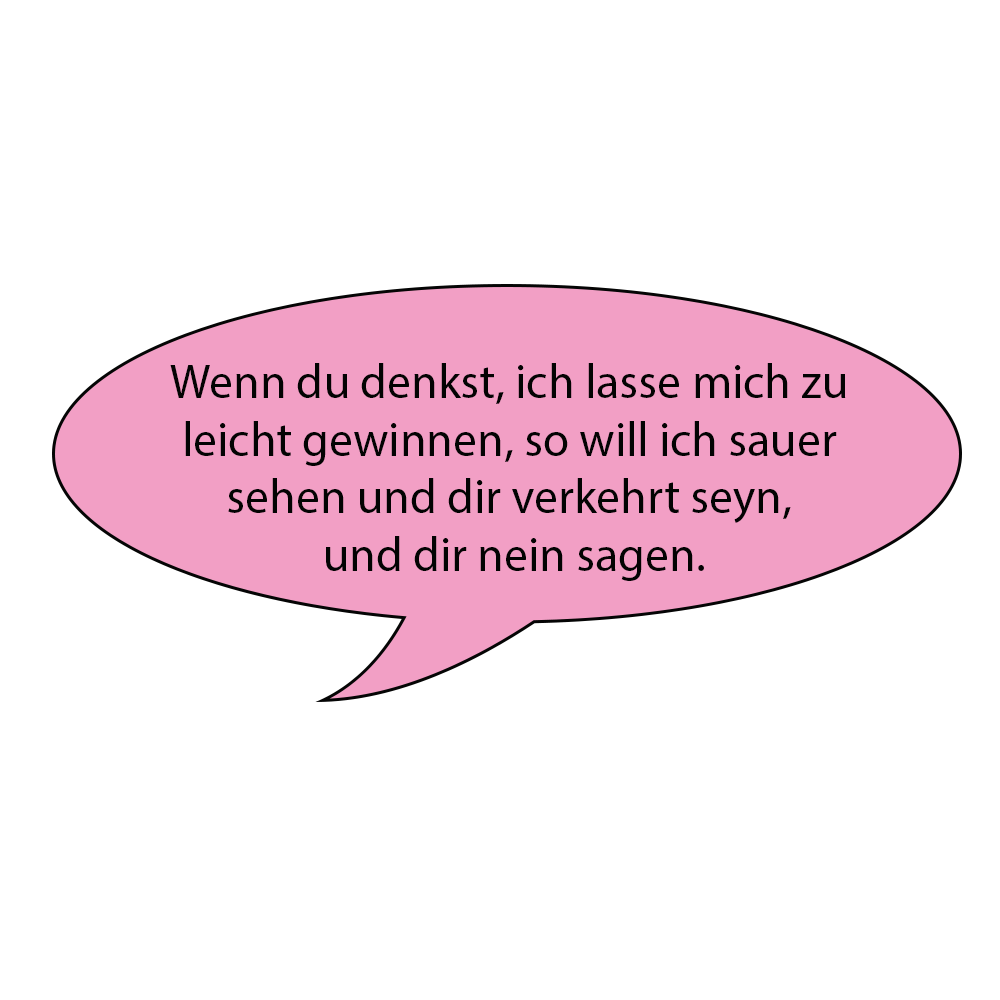 Wenn du denkst, ich lasse mich zu
leicht gewinnen, so will ich sauer
sehen und dir verkehrt seyn,
und dir nein sagen.